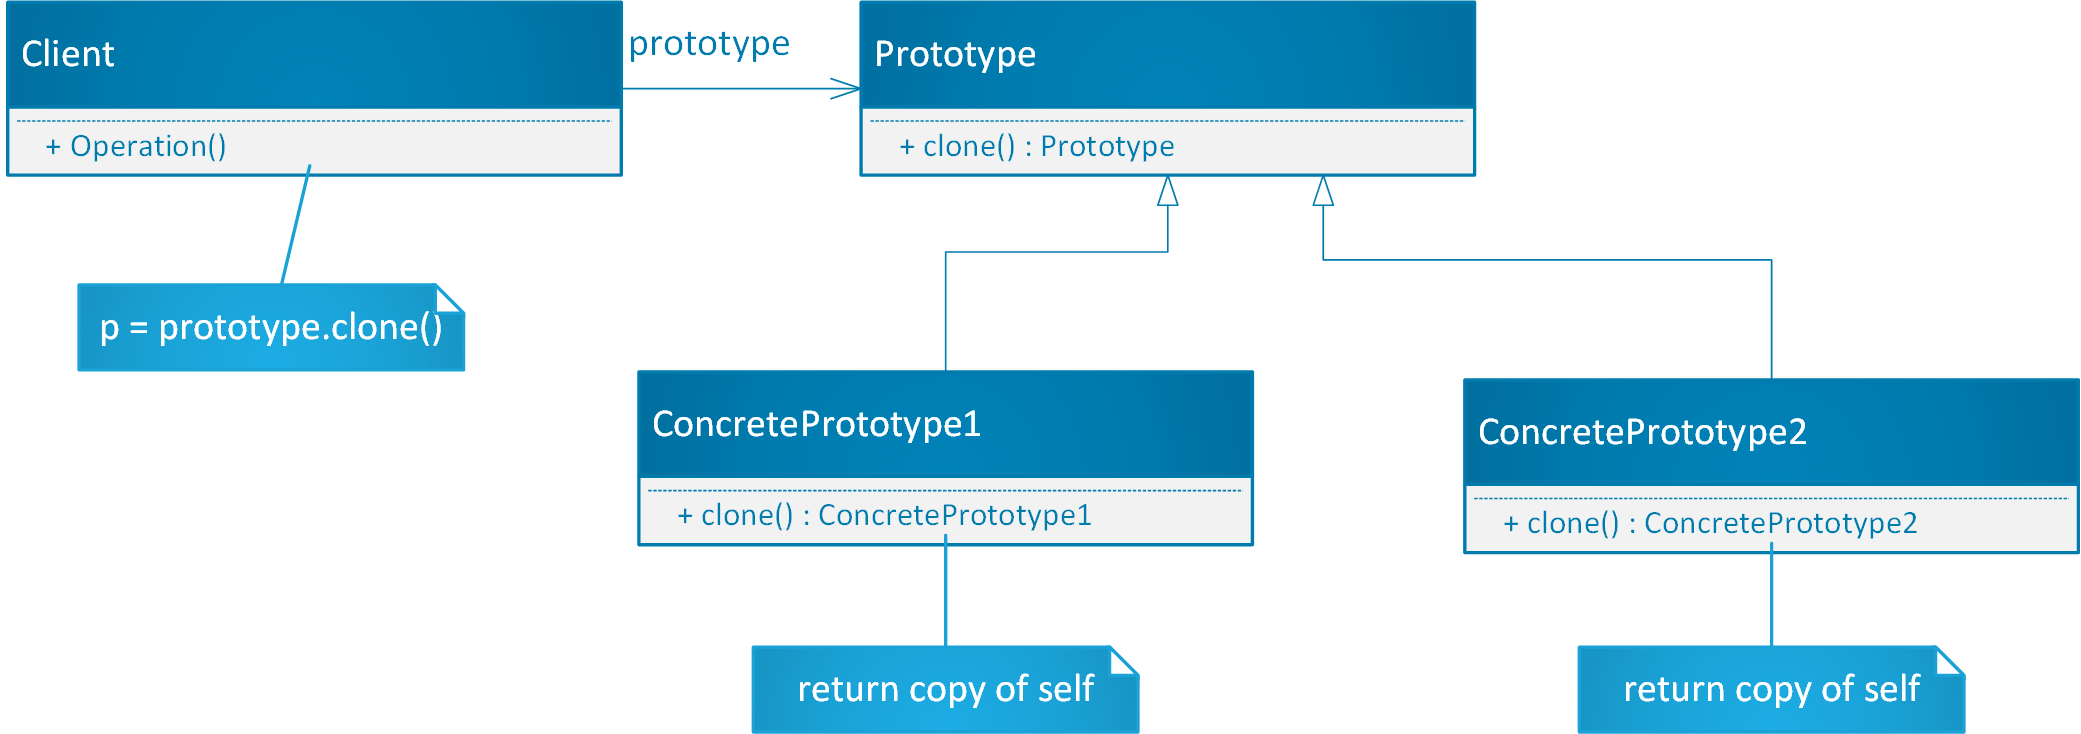 Client
+ Operation()
prototype
Prototype
+ clone() : Prototype
p = prototype.clone()
ConcretePrototype1
+ clone() : ConcretePrototype1
return copy of self
ConcretePrototype2
+ clone() : ConcretePrototype2
return copy of self